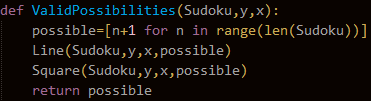 def ValidPossibilities(Sudoku,y,x):
    possible=[n+1 for n in range(len(Sudoku))]
    Line(Sudoku,y,x,possible)
    Square(Sudoku,y,x,possible)
    return possible